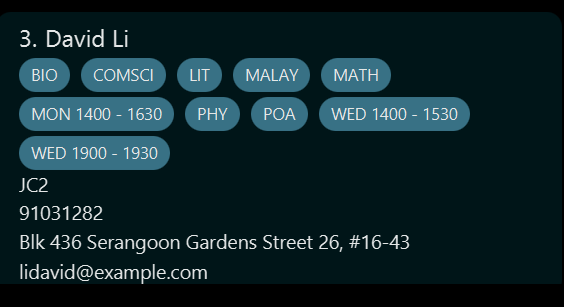 3. David Li
BIO COMSCI LIT MALAY MATH
MON 1400 - 1630 PHY POA WED 1400 - 1530
WED 1900 - 1930
JC2
91031282
Blk 436 Serangoon Gardens Street 26, #16-43
lidavid@example.com